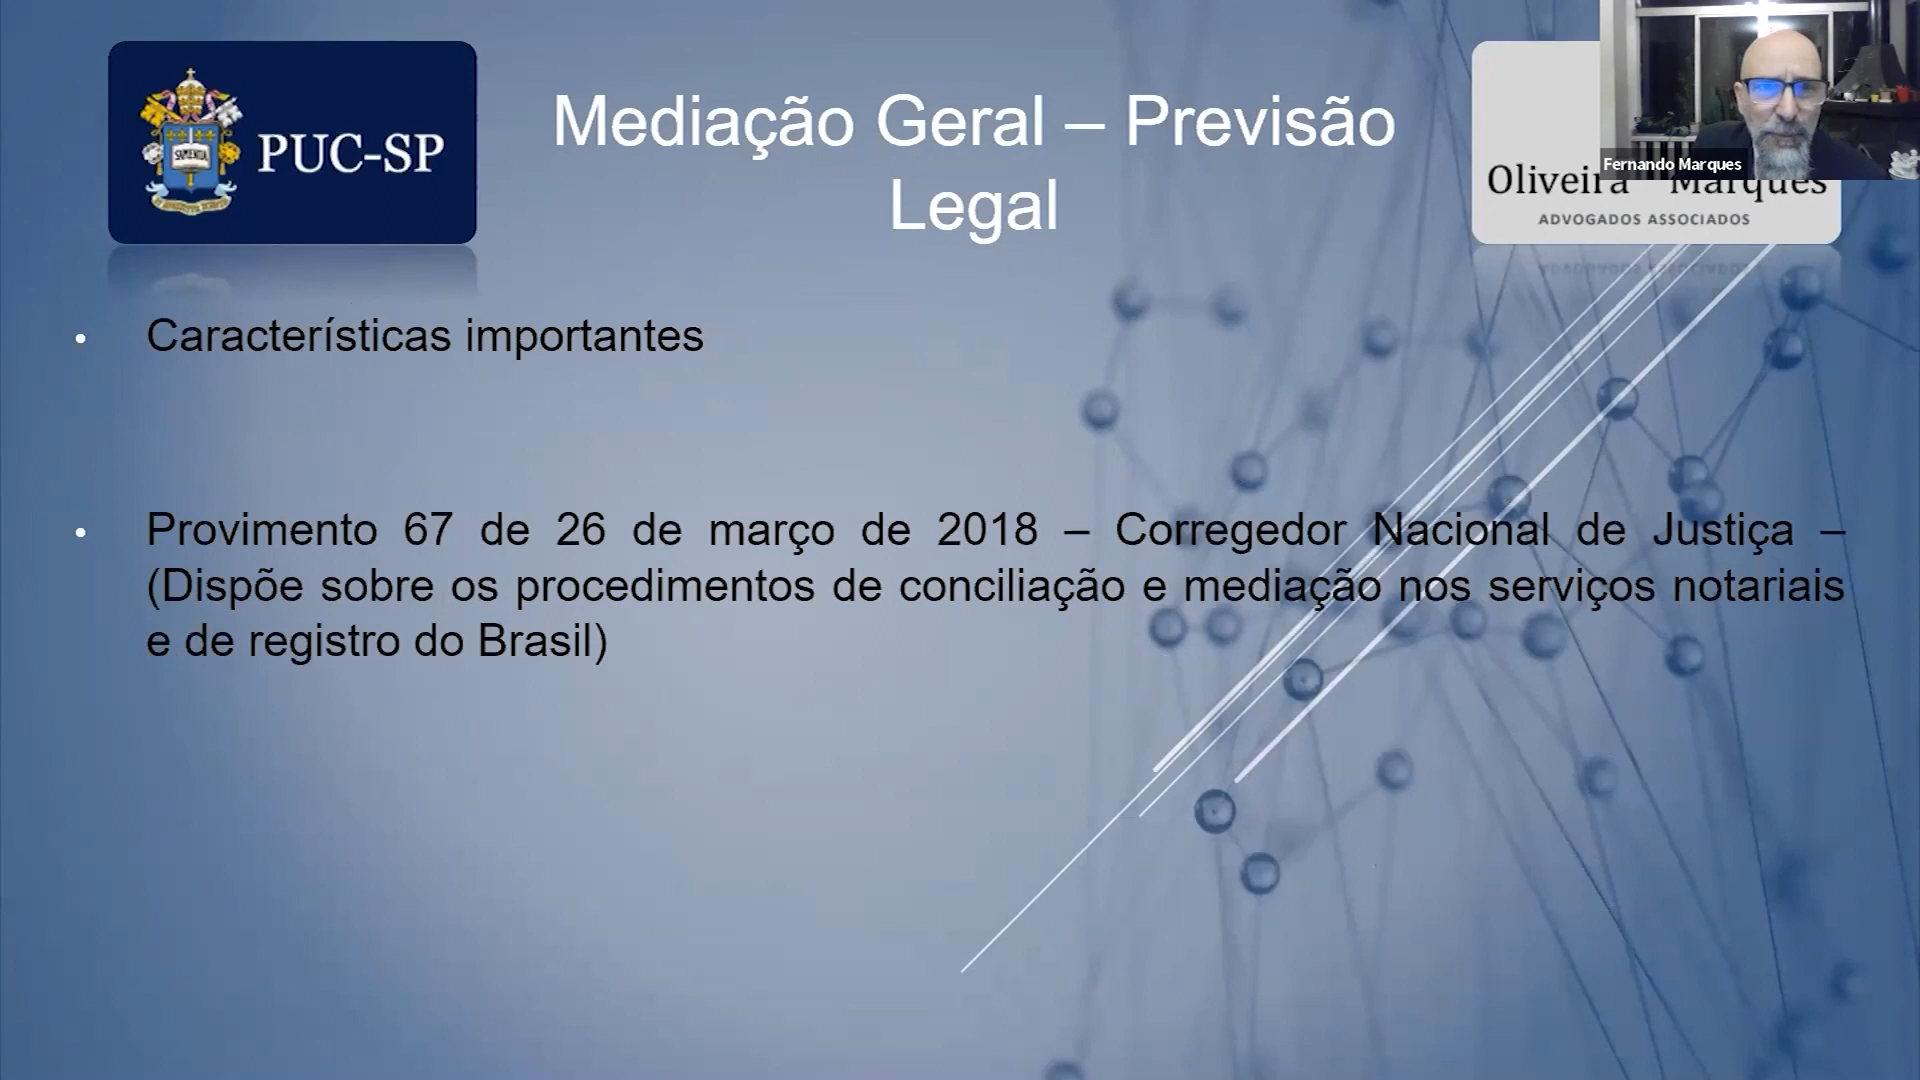 PUC-SP
SAPIENTIA
Mediação Geral – Previsão
Legal
Fernando Marques
Oliveira Marques
ADVOGADOS ASSOCIADOS
• Características importantes
• Provimento 67 de 26 de março de 2018 – Corregedor Nacional de Justiça –
(Dispõe sobre os procedimentos de conciliação e mediação nos serviços notariais
e de registro do Brasil)